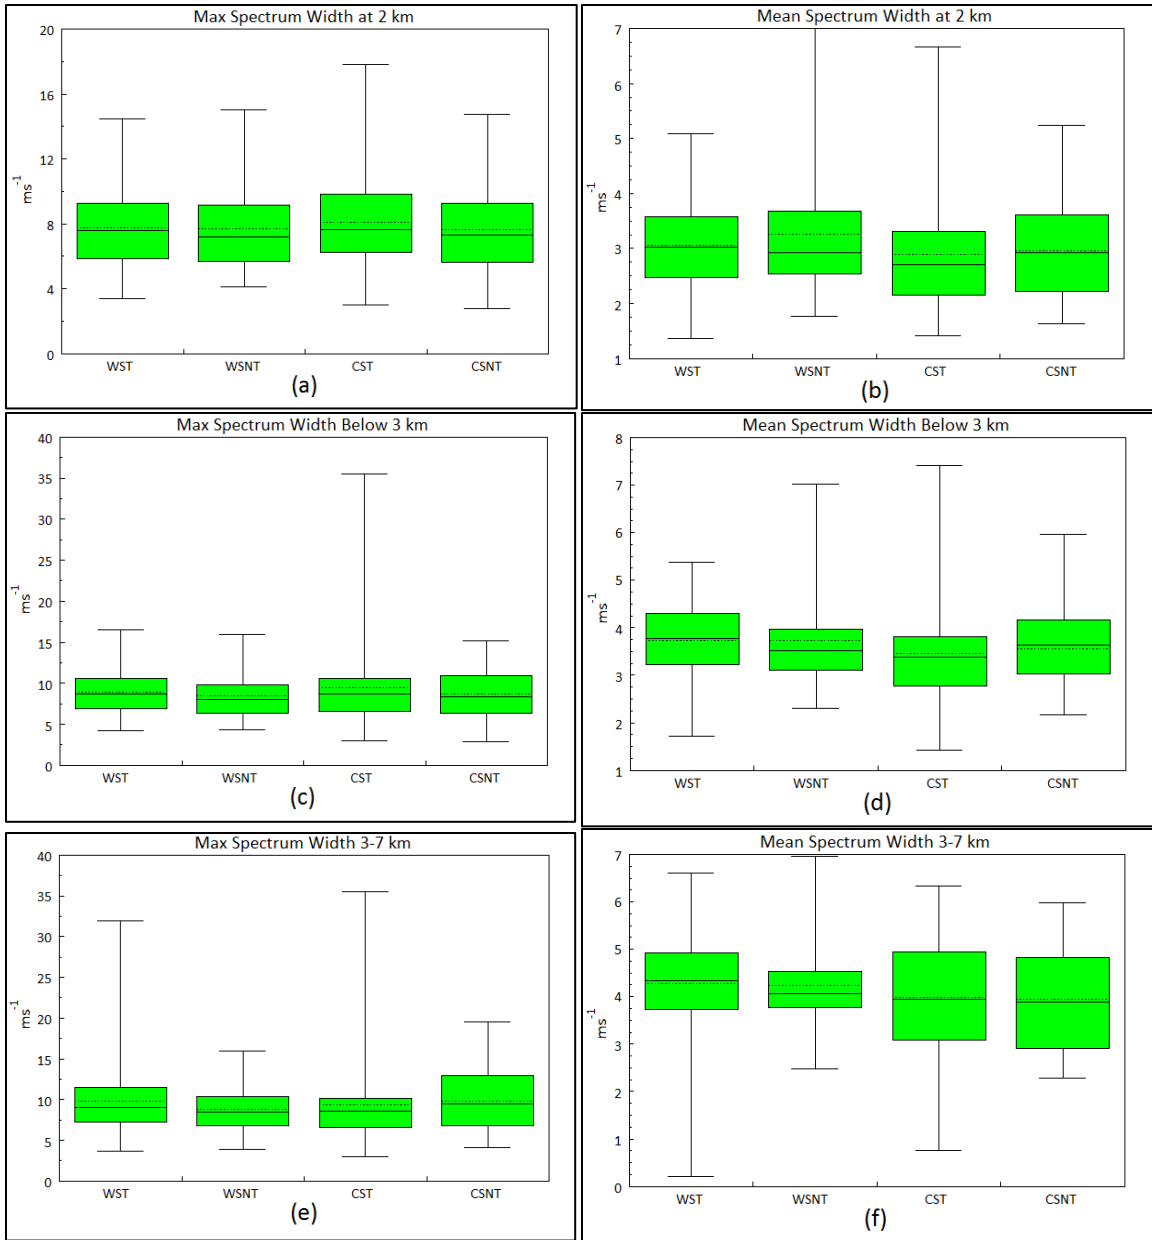 Max Spectrum Width at 2 km
20
16
12
8
4
0
ms⁻¹
WST WSNT CST CSNT
(a)
Mean Spectrum Width at 2 km
7
6
5
4
3
2
1
ms⁻¹
WST WSNT CST CSNT
(b)
Max Spectrum Width Below 3 km
40
35
30
25
20
15
10
5
0
ms⁻¹
WST WSNT CST CSNT
(c)
Mean Spectrum Width Below 3 km
8
7
6
5
4
3
2
1
ms⁻¹
WST WSNT CST CSNT
(d)
Max Spectrum Width 3-7 km
40
35
30
25
20
15
10
5
0
ms⁻¹
WST WSNT CST CSNT
(e)
Mean Spectrum Width 3-7 km
7
6
5
4
3
2
1
0
ms⁻¹
WST WSNT CST CSNT
(f)